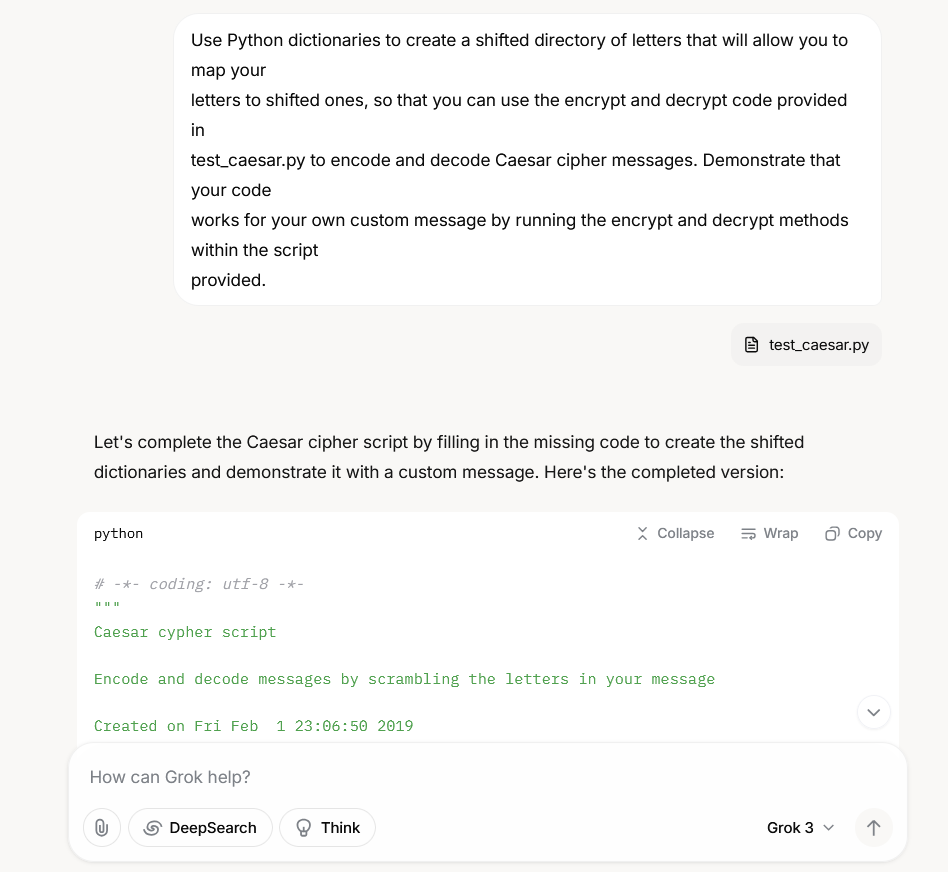 Use Python dictionaries to create a shifted directory of letters that will allow you to
map your
letters to shifted ones, so that you can use the encrypt and decrypt code provided
in
test_caesar.py to encode and decode Caesar cipher messages. Demonstrate that
your code
works for your own custom message by running the encrypt and decrypt methods
within the script
provided.
test_caesar.py
Let's complete the Caesar cipher script by filling in the missing code to create the shifted
dictionaries and demonstrate it with a custom message. Here's the completed version:
python Collapse Wrap Copy
# -*- coding: utf-8 -*-
"""
Caesar cypher script
Encode and decode messages by scrambling the letters in your message
Created on Fri Feb  1 23:06:50 2019
How can Grok help?
DeepSearch Think Grok 3